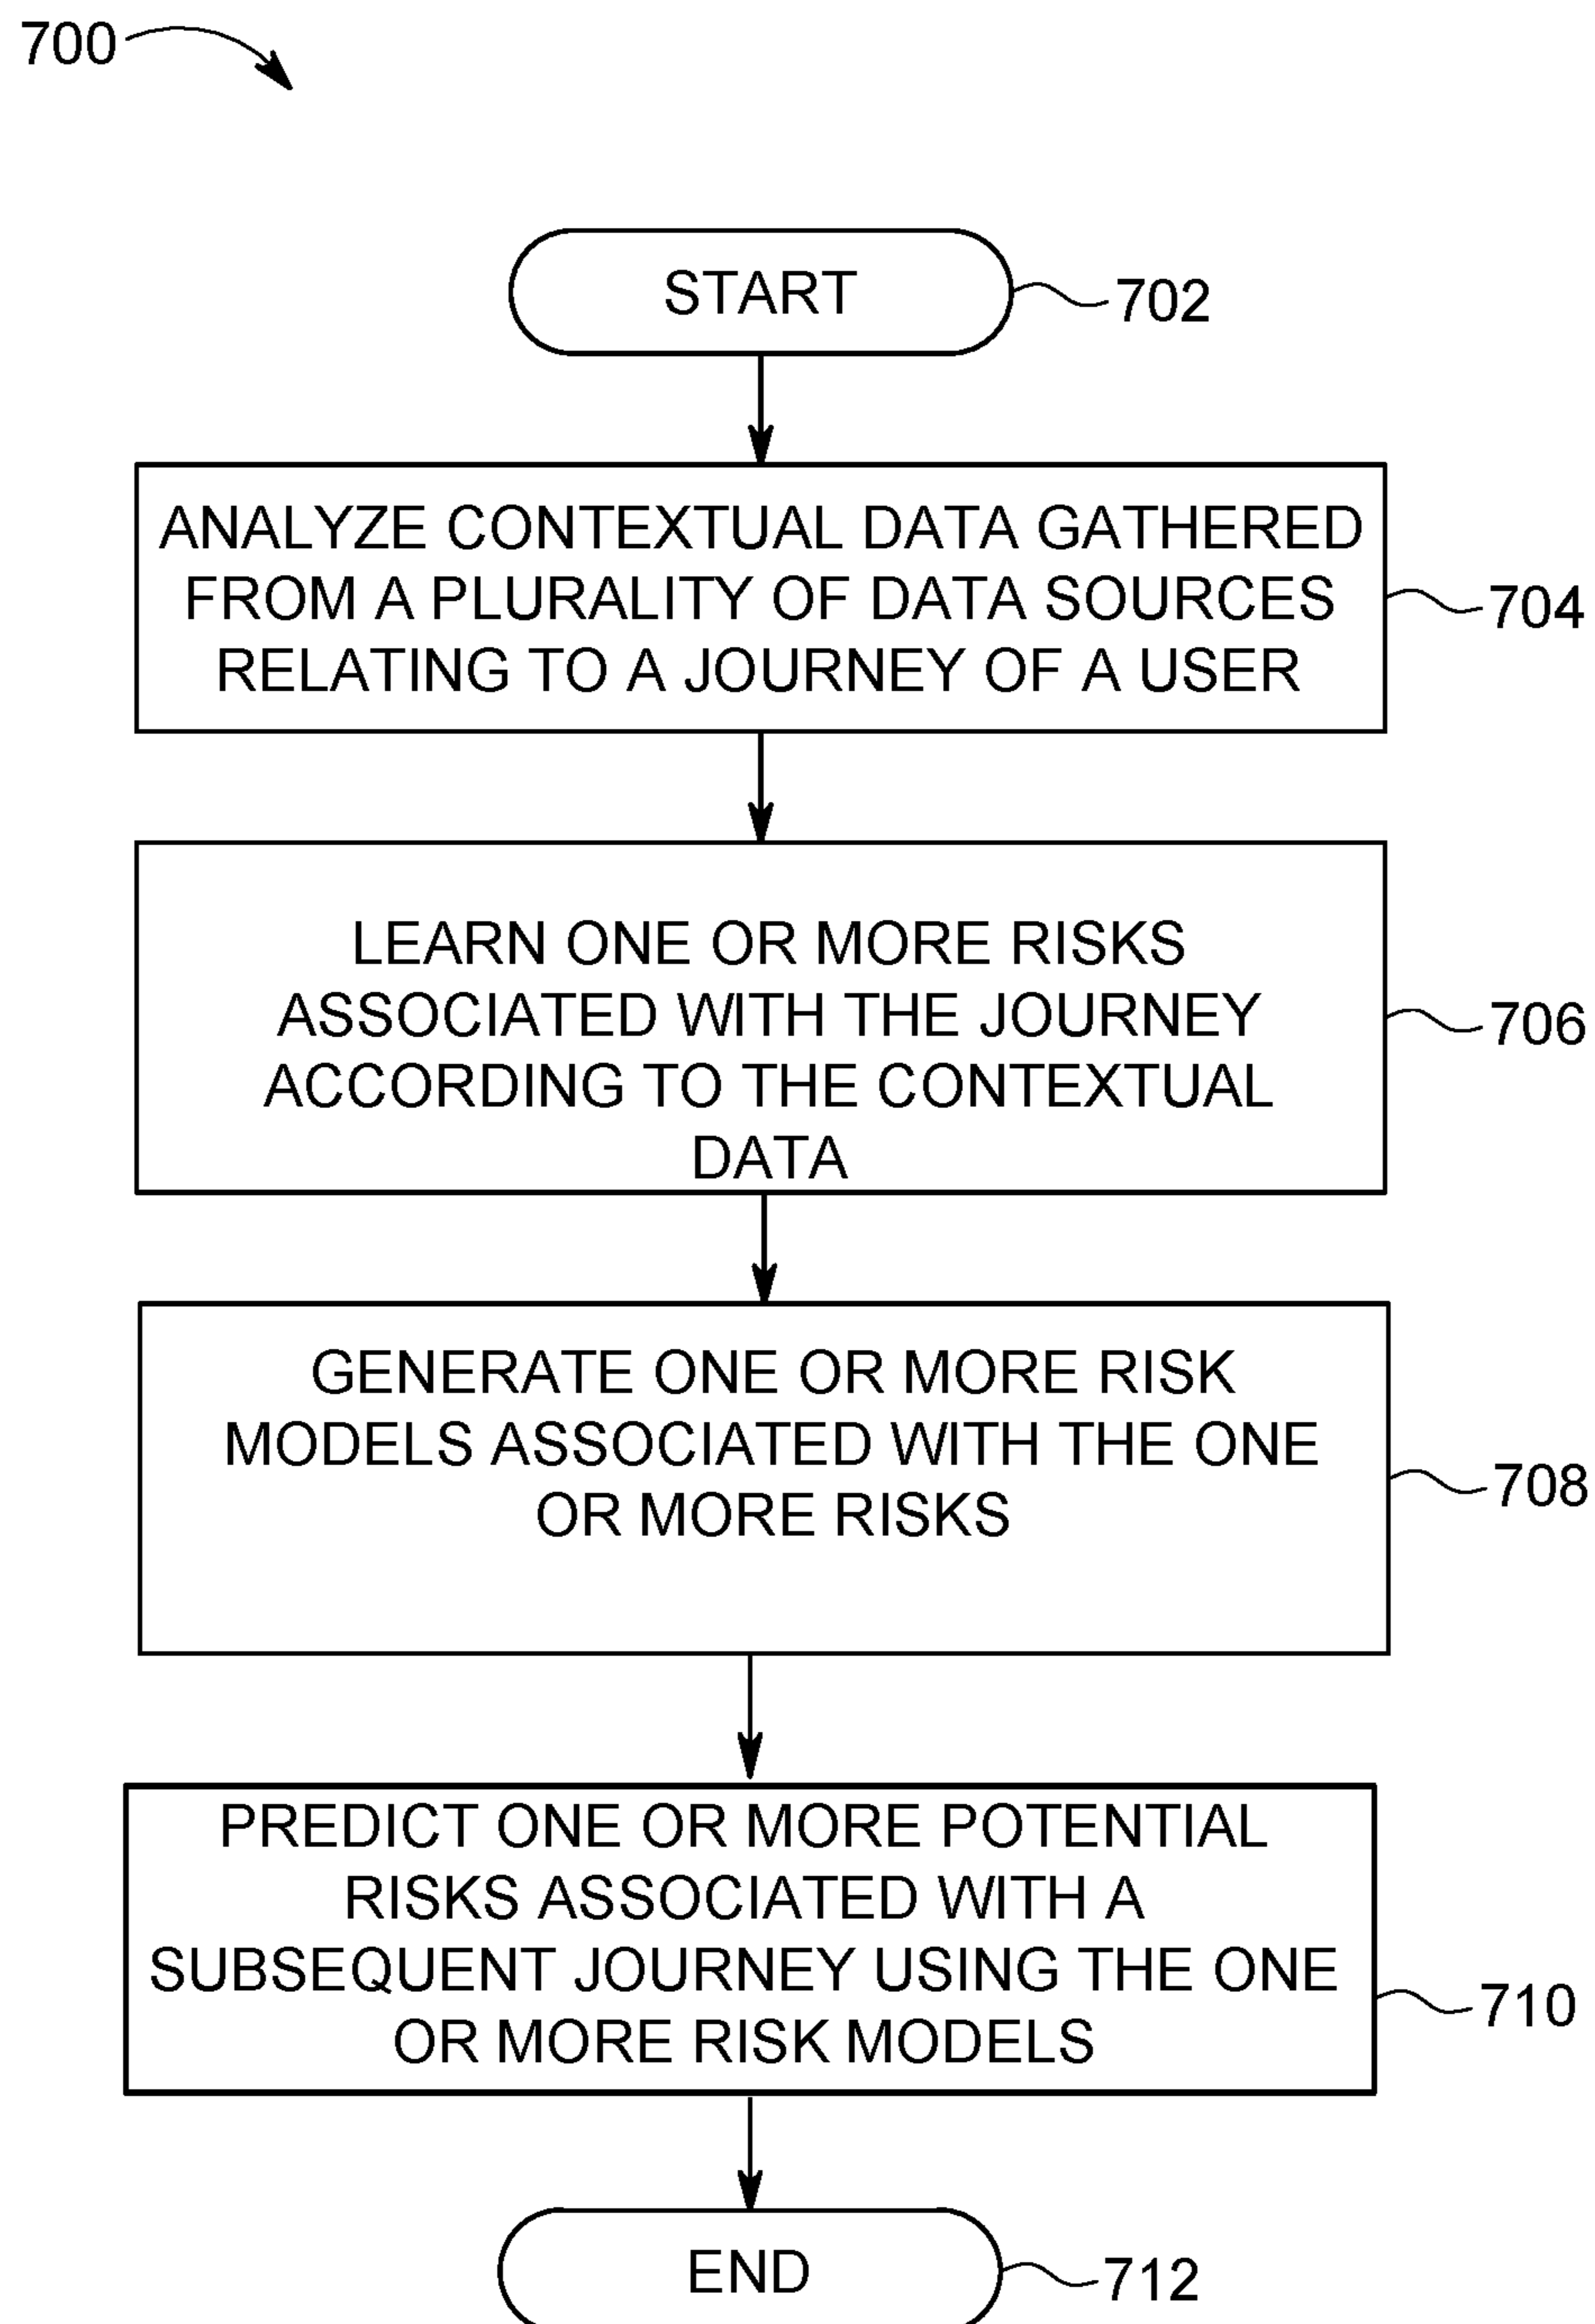 700
START
702
ANALYZE CONTEXTUAL DATA GATHERED
FROM A PLURALITY OF DATA SOURCES
RELATING TO A JOURNEY OF A USER
704
LEARN ONE OR MORE RISKS
ASSOCIATED WITH THE JOURNEY
ACCORDING TO THE CONTEXTUAL
DATA
706
GENERATE ONE OR MORE RISK
MODELS ASSOCIATED WITH THE ONE
OR MORE RISKS
708
PREDICT ONE OR MORE POTENTIAL
RISKS ASSOCIATED WITH A
SUBSEQUENT JOURNEY USING THE ONE
OR MORE RISK MODELS
710
END
712